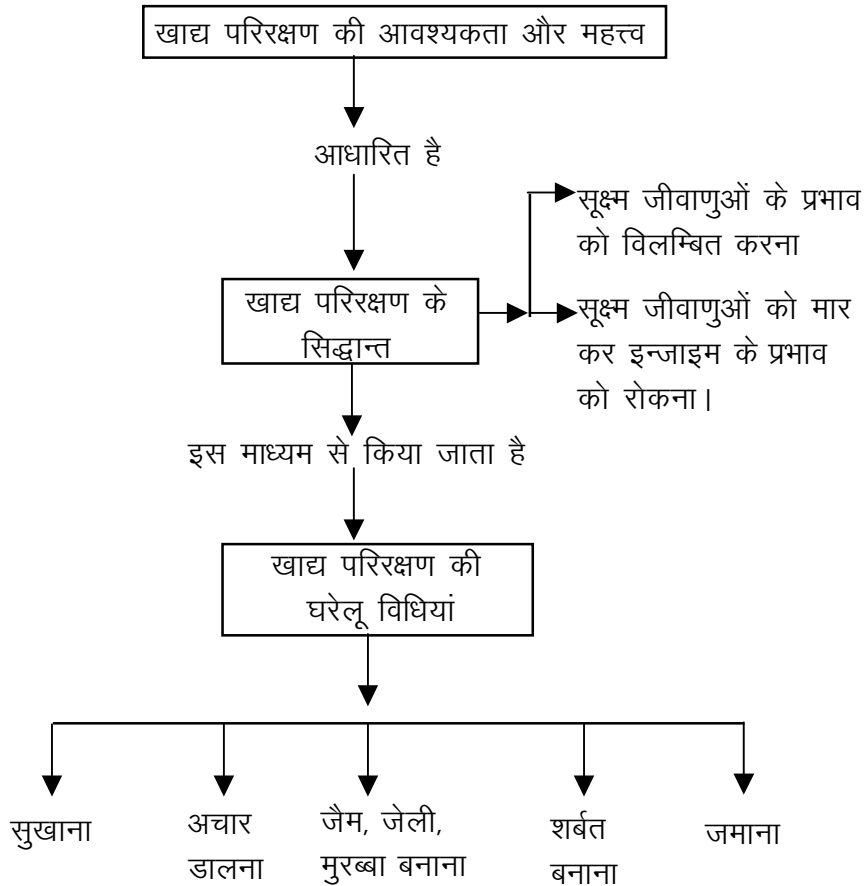 खाद्य परिरक्षण की आवश्यकता और महत्त्व
आधारित है
सूक्ष्म जीवाणुओं के प्रभाव
को विलम्बित करना
खाद्य परिरक्षण के
सिद्धान्त
सूक्ष्म जीवाणुओं को मार
कर इन्जाइम के प्रभाव
को रोकना।
इस माध्यम से किया जाता है
खाद्य परिरक्षण की
घरेलू विधियां
सुखाना
अचार
डालना
जैम, जेली,
मुरब्बा बनाना
शर्बत
बनाना
जमाना